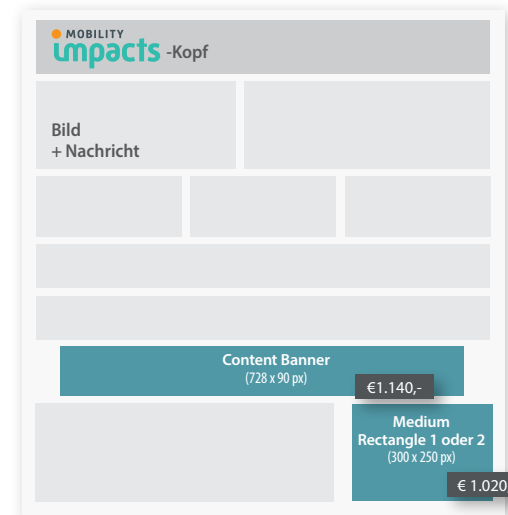 MOBILITY
impacts -Kopf
Bild
+ Nachricht
Content Banner
(728 x 90 px)
€1.140,-
Medium
Rectangle 1 oder 2
(300 x 250 px)
€ 1.020